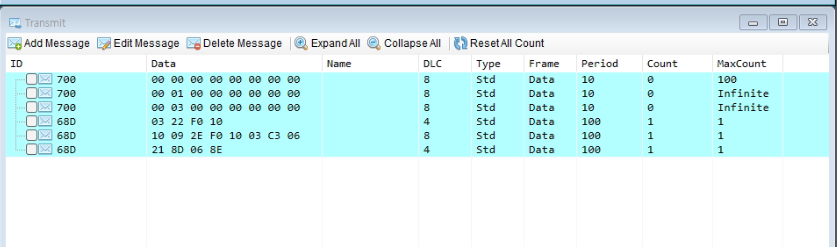 Transmit
Add Message Edit Message Delete Message Expand All Collapse All Reset All Count
ID Data Name DLC Type Frame Period Count MaxCount
700 00 00 00 00 00 00 00 00 8 Std Data 10 0 100
700 00 01 00 00 00 00 00 00 8 Std Data 10 0 Infinite
700 00 03 00 00 00 00 00 00 8 Std Data 10 0 Infinite
68D 03 22 F0 10 4 Std Data 100 1 1
68D 10 09 2E F0 10 03 C3 06 8 Std Data 100 1 1
68D 21 8D 06 8E 4 Std Data 100 1 1